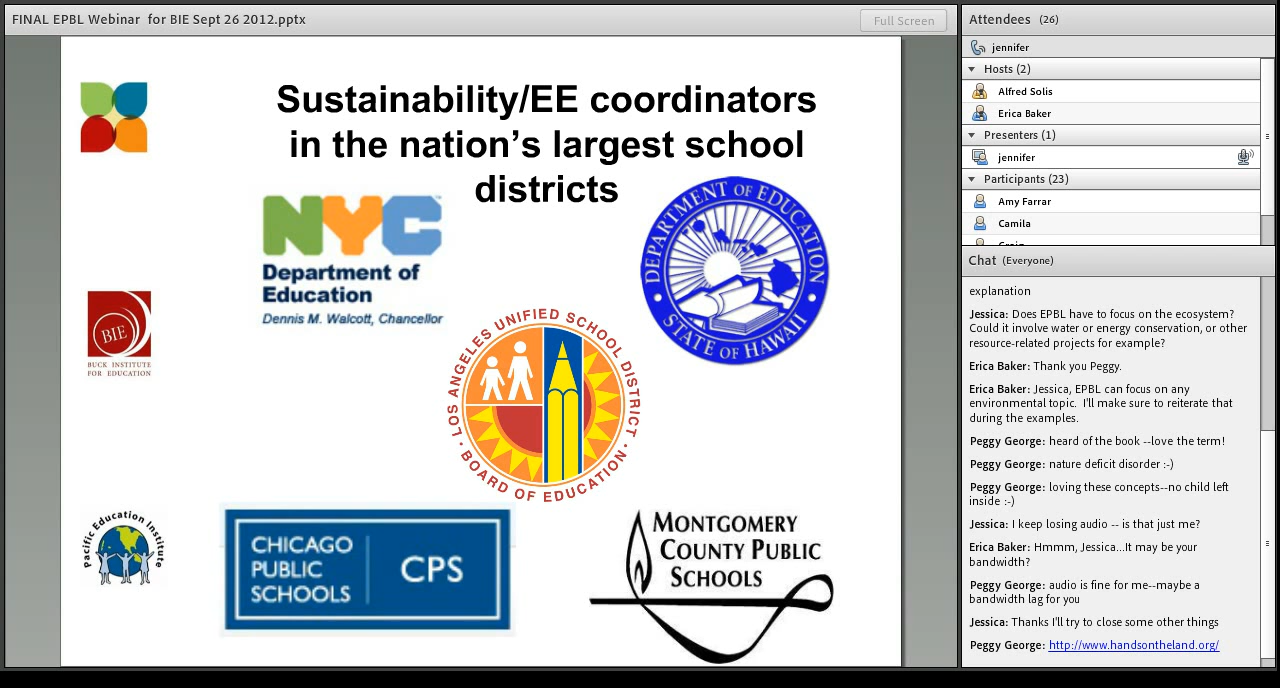 FINAL EPBL Webinar for BIE Sept 26 2012.pptx
Full Screen
Sustainability/EE coordinators
in the nation's largest school
districts
NYC
Department of
Education
Dennis M. Walcott, Chancellor
DEPARTMENT OF EDUCATION
STATE OF HAWAII
BIE
BUCK INSTITUTE
FOR EDUCATION
LOS ANGELES UNIFIED SCHOOL DISTRICT
BOARD OF EDUCATION
Pacific Education Institute
CHICAGO
PUBLIC
SCHOOLS
CPS
MONTGOMERY
COUNTY PUBLIC
SCHOOLS
Attendees (26)
jennifer
Hosts (2)
Alfred Solis
Erica Baker
Presenters (1)
jennifer
Participants (23)
Amy Farrar
Camila
Craig
Chat (Everyone)
explanation
Jessica: Does EPBL have to focus on the ecosystem?
Could it involve water or energy conservation, or other
resource-related projects for example?
Erica Baker: Thank you Peggy.
Erica Baker: Jessica, EPBL can focus on any
environmental topic. I'll make sure to reiterate that
during the examples.
Peggy George: heard of the book --love the term!
Peggy George: nature deficit disorder :-)
Peggy George: loving these concepts--no child left
inside :-)
Jessica: I keep losing audio -- is that just me?
Erica Baker: Hmmm, Jessica...It may be your
bandwidth?
Peggy George: audio is fine for me--maybe a
bandwidth lag for you
Jessica: Thanks I'll try to close some other things
Peggy George: http://www.handsontheland.org/